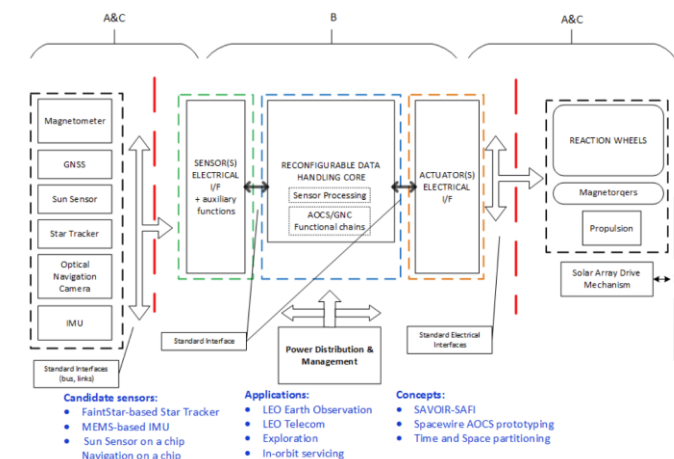 A&C
B
A&C
Magnetometer
GNSS
Sun Sensor
Star Tracker
Optical
Navigation
Camera
IMU
Standard Interfaces
(bus, links)
SENSOR(S)
ELECTRICAL
I/F
+ auxiliary
functions
RECONFIGURABLE DATA
HANDLING CORE
Sensor Processing
AOCS/GNC
Functional chains
ACTUATOR(S)
ELECTRICAL
I/F
REACTION WHEELS
Magnetorqers
Propulsion
Solar Array Drive
Mechanism
Standard Interface
Power Distribution &
Management
Standard Electrical
Interfaces
Candidate sensors:
• FaintStar-based Star Tracker
• MEMS-based IMU
• Sun Sensor on a chip
Navigation on a chip
Applications:
• LEO Earth Observation
• LEO Telecom
• Exploration
• In-orbit servicing
Concepts:
• SAVOIR-SAFI
• Spacewire AOCS prototyping
• Time and Space partitioning